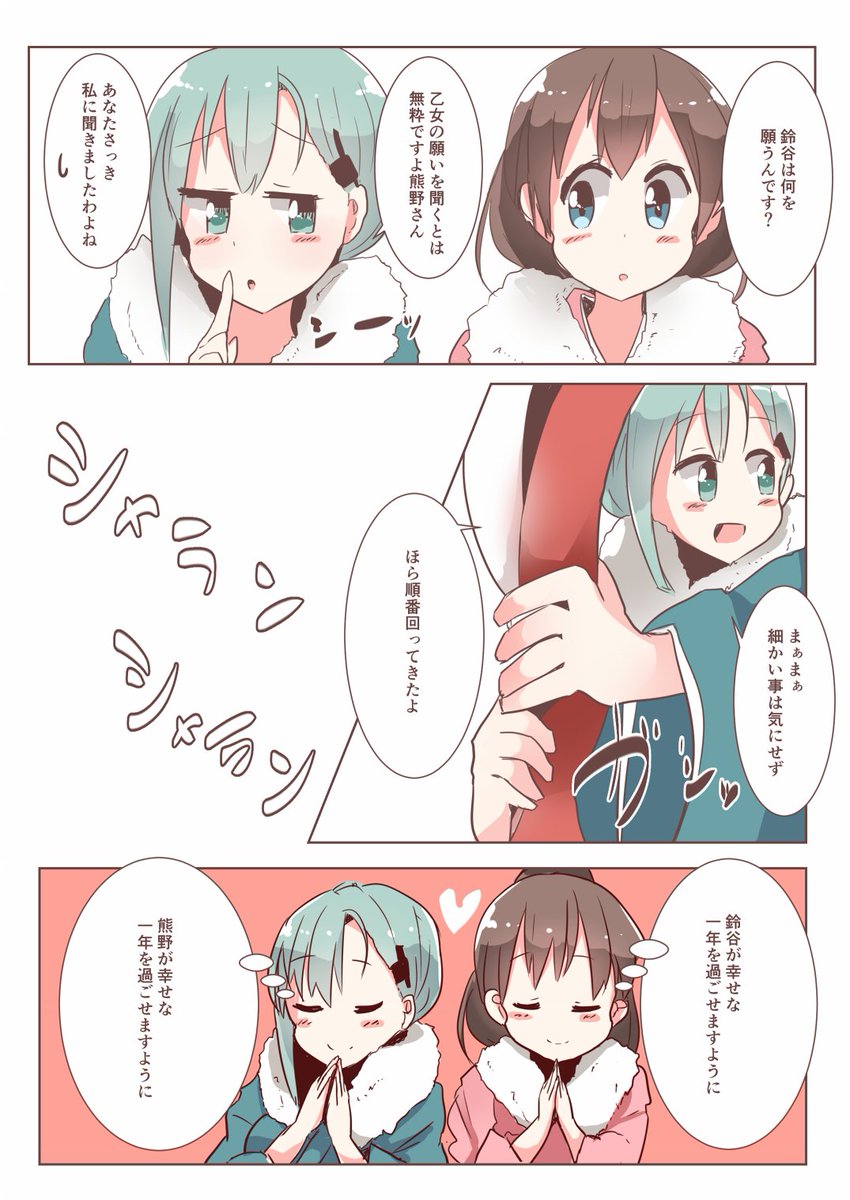 鈴谷は何を
願うんです？
乙女の願いを聞くとは
無粋ですよ熊野さん
シーッ
あなたさっき
私に聞きましたわよね
まぁまぁ
細かい事は気にせず
ガシッ
ほら順番回ってきたよ
シャラン
シャラン
鈴谷が幸せな
一年を過ごせますように
熊野が幸せな
一年を過ごせますように